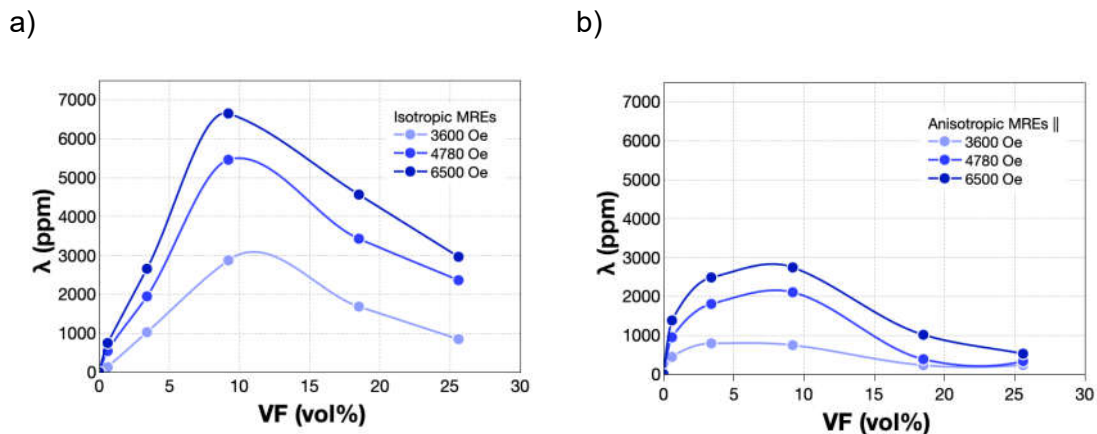 a)
b)
7000
6000
5000
4000
3000
2000
1000
0
λ (ppm)
Isotropic MREs
3600 Oe
4780 Oe
6500 Oe
0 5 10 15 20 25 30
VF (vol%)
7000
6000
5000
4000
3000
2000
1000
0
λ (ppm)
Anisotropic MREs ||
3600 Oe
4780 Oe
6500 Oe
0 5 10 15 20 25 30
VF (vol%)